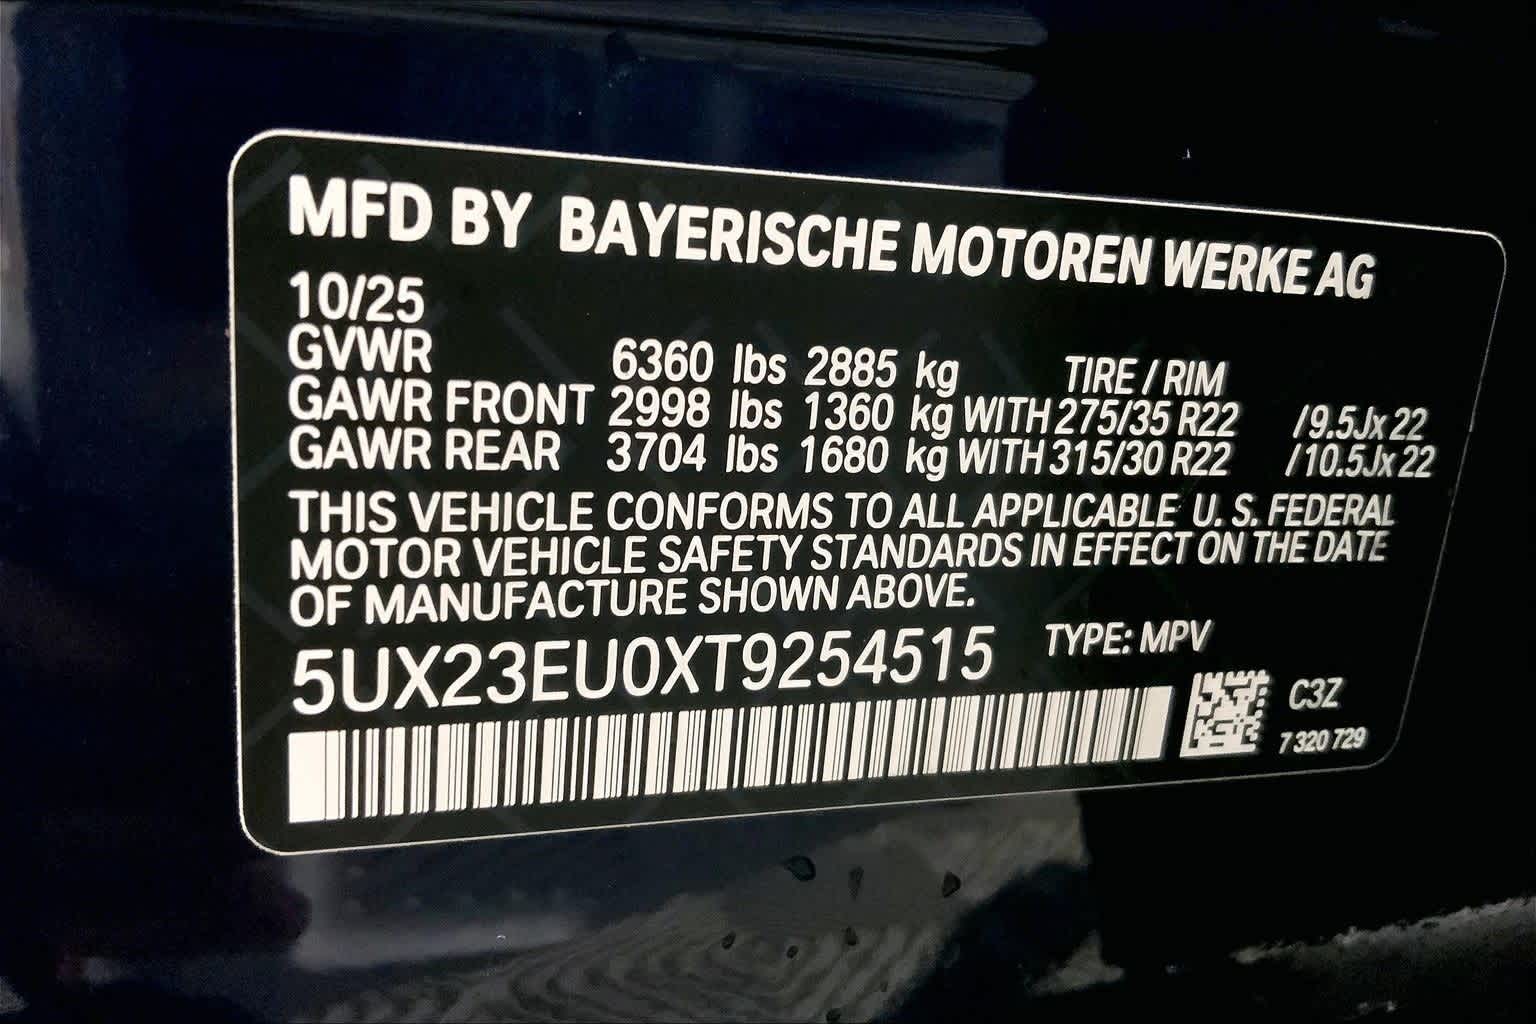 MFD BY BAYERISCHE MOTOREN WERKE AG
10/25
GVWR 6360 lbs 2885 kg TIRE / RIM
GAWR FRONT 2998 lbs 1360 kg WITH 275/35 R22 /9.5Jx22
GAWR REAR 3704 lbs 1680 kg WITH 315/30 R22 /10.5Jx22
THIS VEHICLE CONFORMS TO ALL APPLICABLE U. S. FEDERAL
MOTOR VEHICLE SAFETY STANDARDS IN EFFECT ON THE DATE
OF MANUFACTURE SHOWN ABOVE.
5UX23EU0XT9254515 TYPE: MPV
C3Z
7 320 729